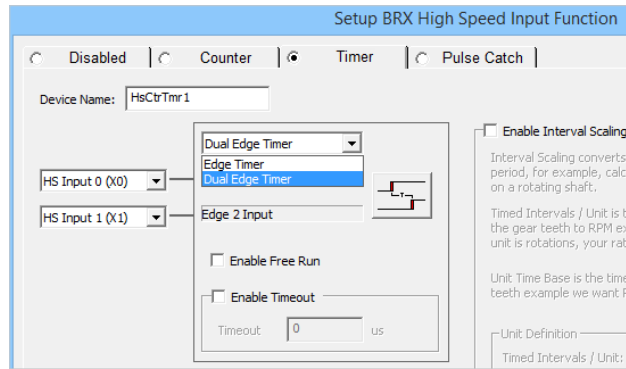 Setup BRX High Speed Input Function
Disabled Counter Timer Pulse Catch
Device Name: HsCtrTmr1
Dual Edge Timer
Edge Timer
Dual Edge Timer
HS Input 0 (X0)
HS Input 1 (X1)
Edge 2 Input
Enable Free Run
Enable Timeout
Timeout 0 us
Enable Interval Scaling
Interval Scaling converts
period, for example, calc
on a rotating shaft.
Timed Intervals / Unit is
the gear teeth to RPM
unit is rotations, your
Unit Time Base is the
teeth example we want
Unit Definition
Timed Intervals / Unit: